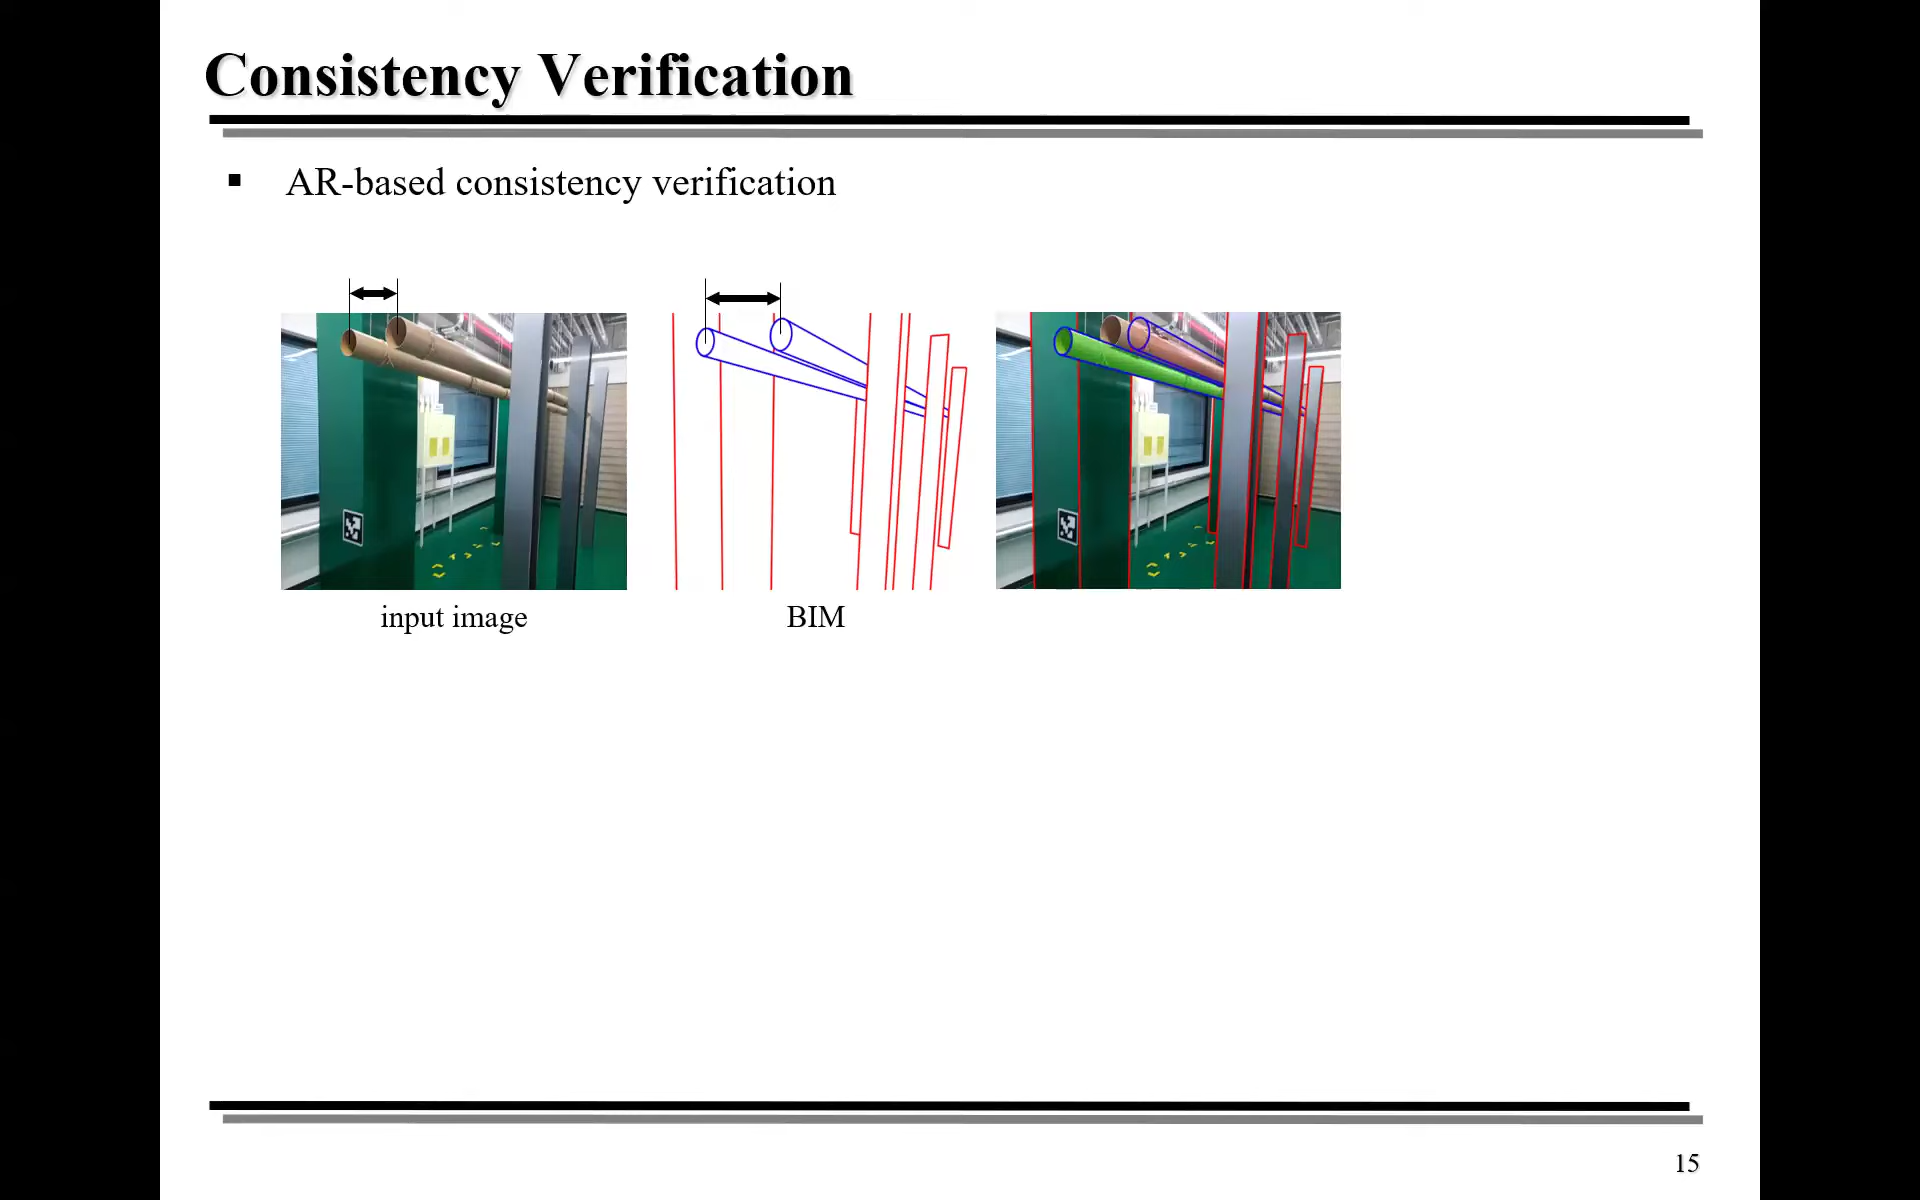 Consistency Verification
▪ AR-based consistency verification
input image
BIM
15